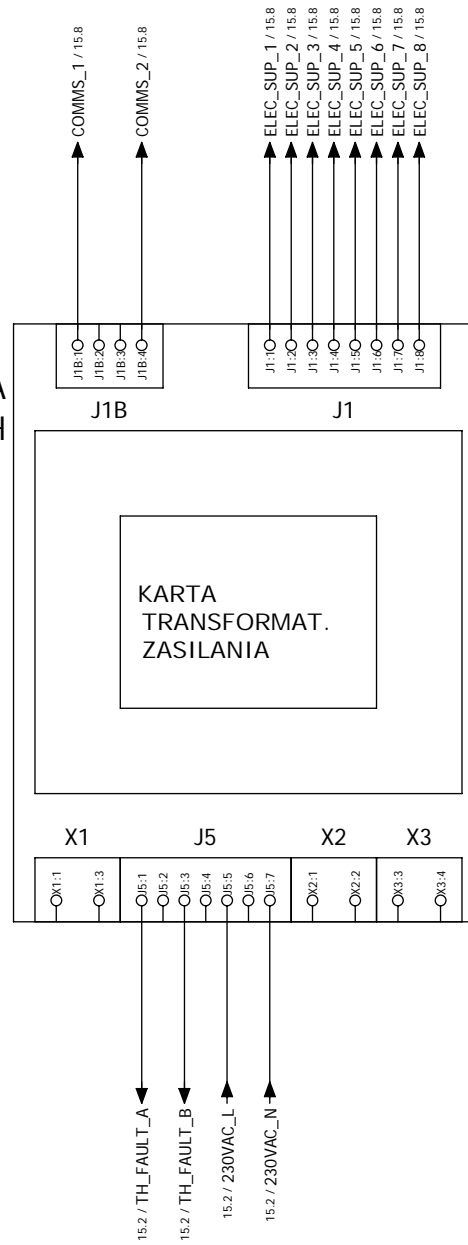 COMMS_1 / 15.8
COMMS_2 / 15.8
ELEC_SUP_1 / 15.8
ELEC_SUP_2 / 15.8
ELEC_SUP_3 / 15.8
ELEC_SUP_4 / 15.8
ELEC_SUP_5 / 15.8
ELEC_SUP_6 / 15.8
ELEC_SUP_7 / 15.8
ELEC_SUP_8 / 15.8
J1B:1
J1B:2
J1B:3
J1B:4
J1:1
J1:2
J1:3
J1:4
J1:5
J1:6
J1:7
J1:8
A
H
J1B
J1
KARTA
TRANSFORMAT.
ZASILANIA
X1
J5
X2
X3
X1:1
X1:3
J5:1
J5:2
J5:3
J5:4
J5:5
J5:6
J5:7
X2:1
X2:2
X3:3
X3:4
15.2 / TH_FAULT_A
15.2 / TH_FAULT_B
15.2 / 230VAC_L
15.2 / 230VAC_N